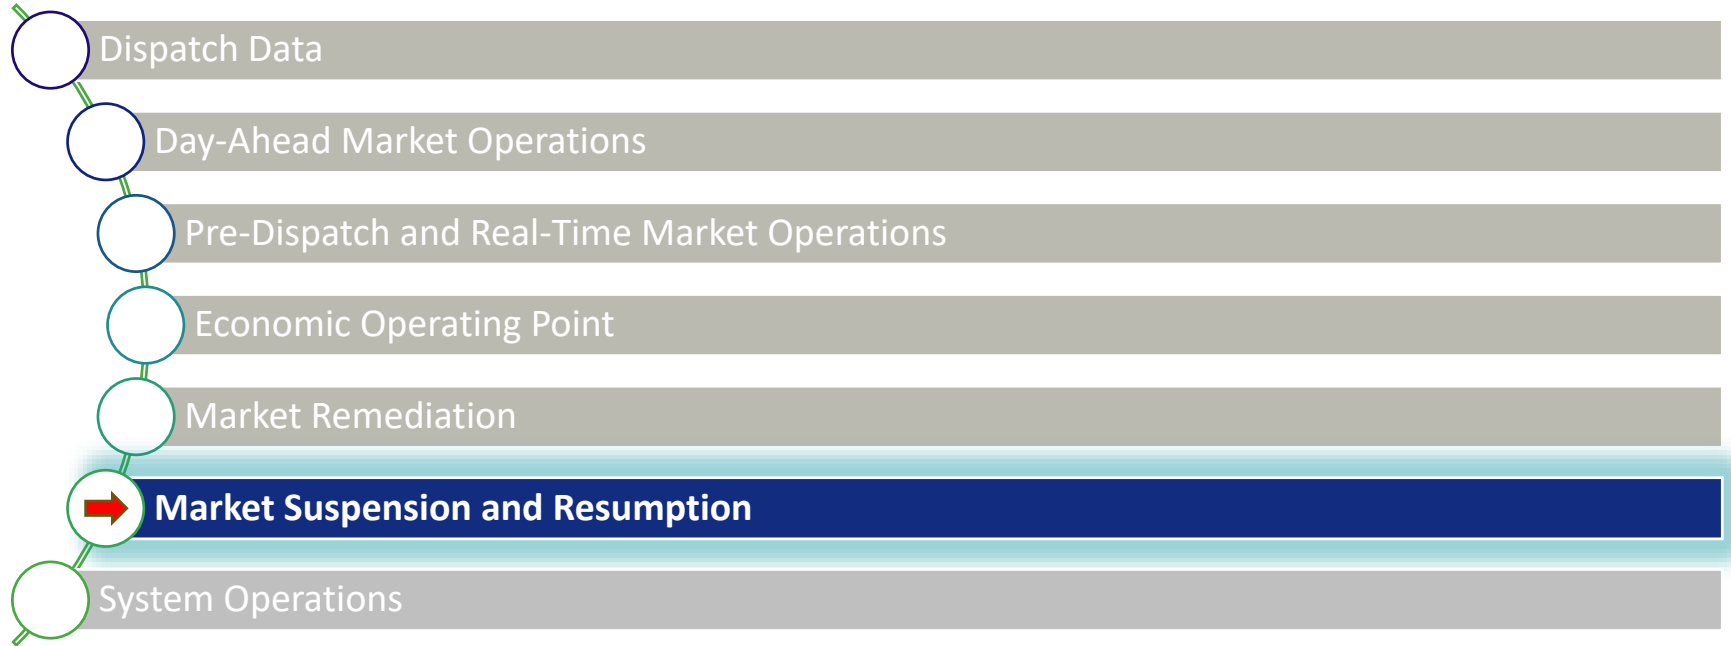 Dispatch Data
Day-Ahead Market Operations
Pre-Dispatch and Real-Time Market Operations
Economic Operating Point
Market Remediation
Market Suspension and Resumption
System Operations